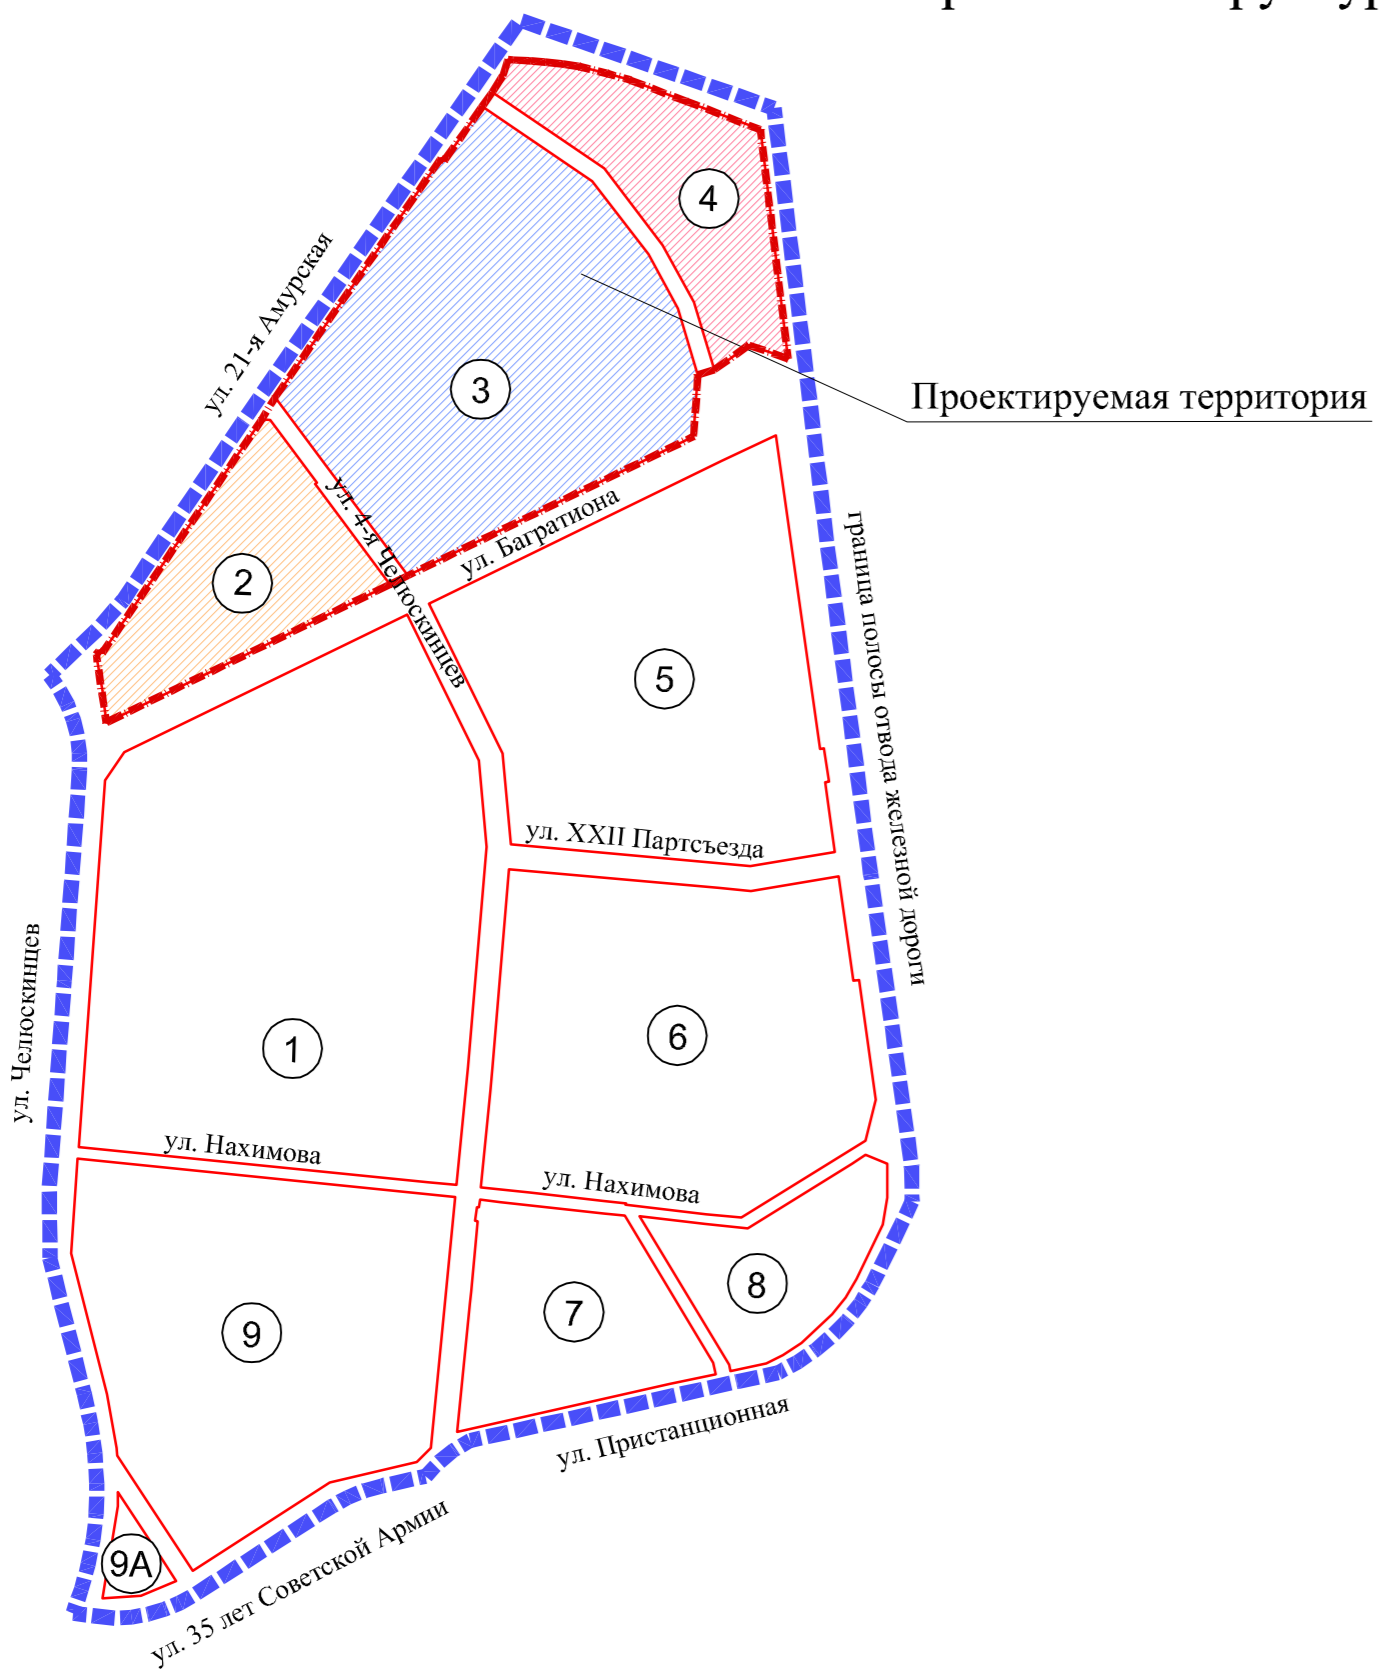 4
ул. 21-я Амурская
3
Проектируемая территория
ул. 4-я Челюскинцев
ул. Багратиона
2
5
граница полосы отвода железной дороги
ул. XXII Партсъезда
ул. Челюскинцев
1
6
ул. Нахимова
ул. Нахимова
8
7
9
ул. Пристанционная
9А
ул. 35 лет Советской Армии